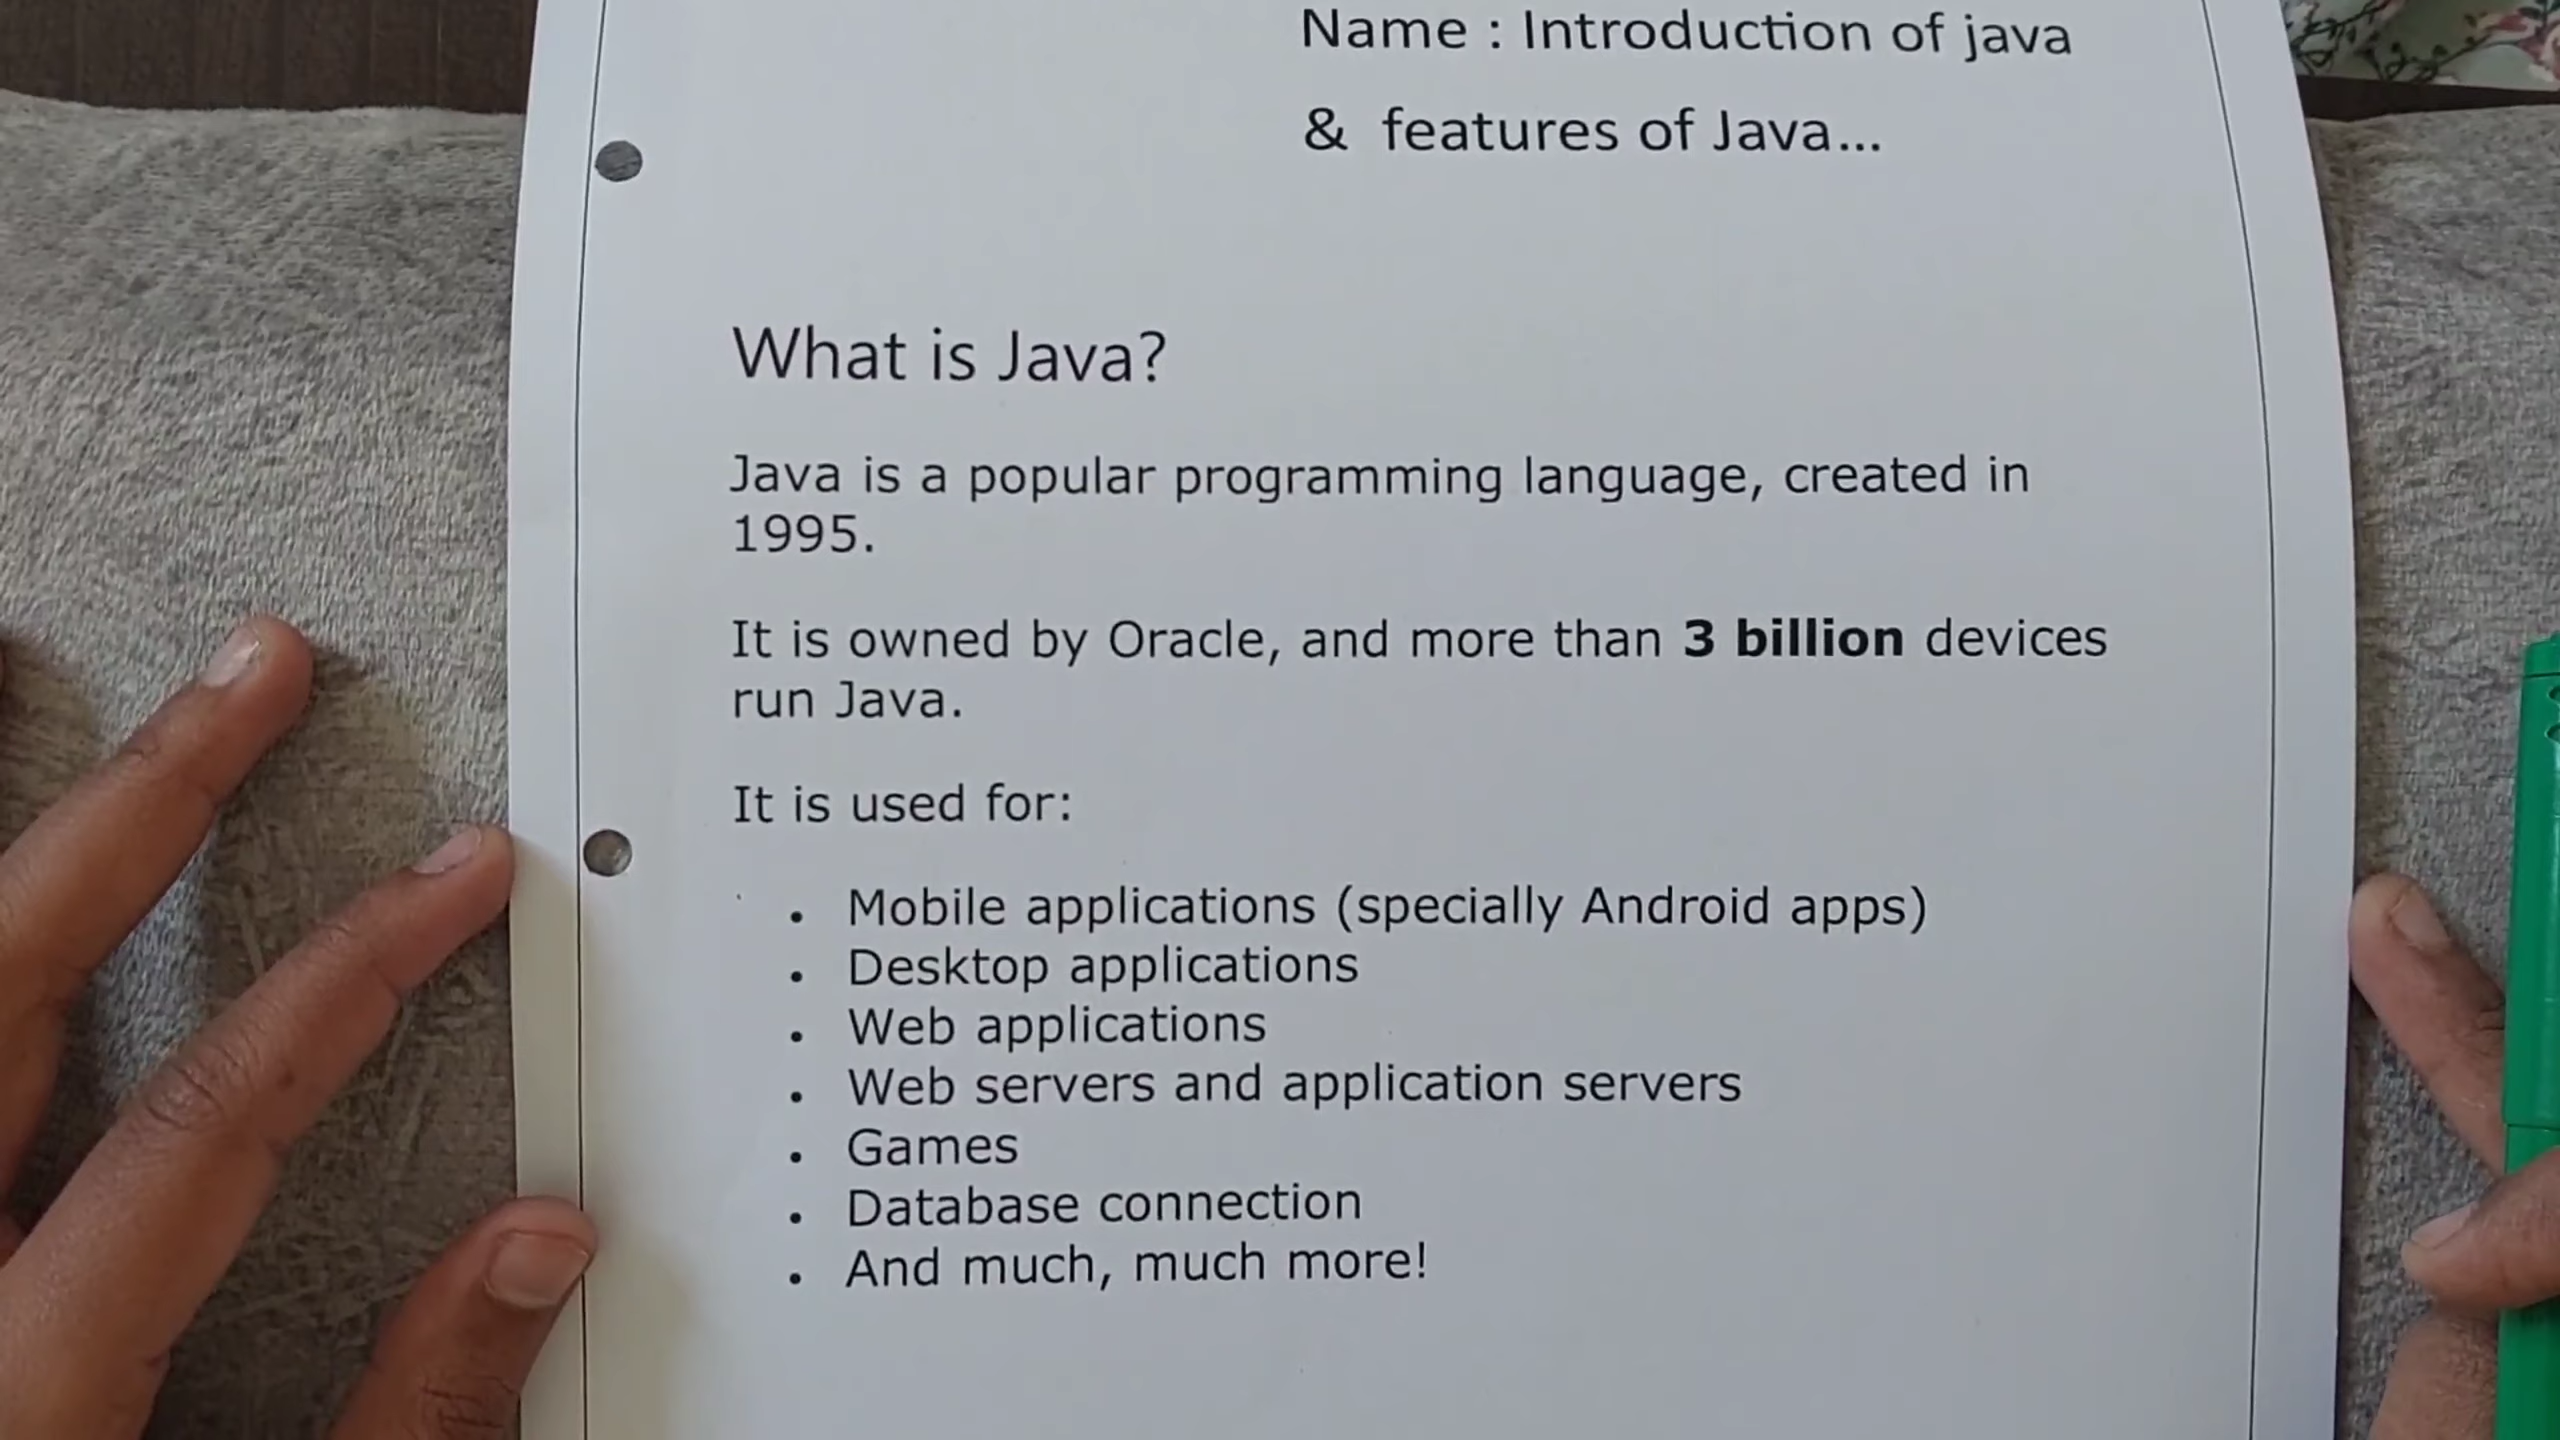 Name : Introduction of java
& features of Java...
What is Java?
Java is a popular programming language, created in
1995.
It is owned by Oracle, and more than 3 billion devices
run Java.
It is used for:
• Mobile applications (specially Android apps)
• Desktop applications
• Web applications
• Web servers and application servers
• Games
• Database connection
• And much, much more!